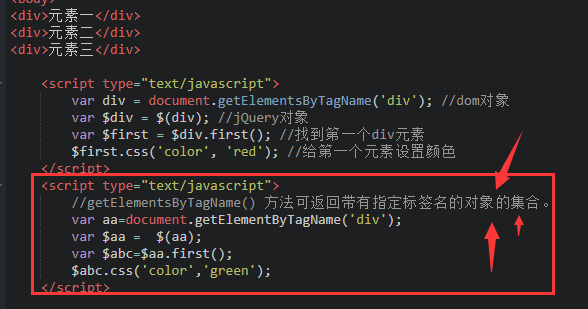 <body>
<div>元素一</div>
<div>元素二</div>
<div>元素三</div>
<script type="text/javascript">
var div = document.getElementsByTagName('div'); //dom对象
var $div = $(div); //jQuery对象
var $first = $div.first(); //找到第一个div元素
$first.css('color', 'red'); //给第一个元素设置颜色
</script>
<script type="text/javascript">
//getElementsByTagName() 方法可返回带有指定标签名的对象的集合。
var aa=document.getElementByTagName('div');
var $aa =  $(aa);
var $abc=$aa.first();
$abc.css('color','green');
</script>